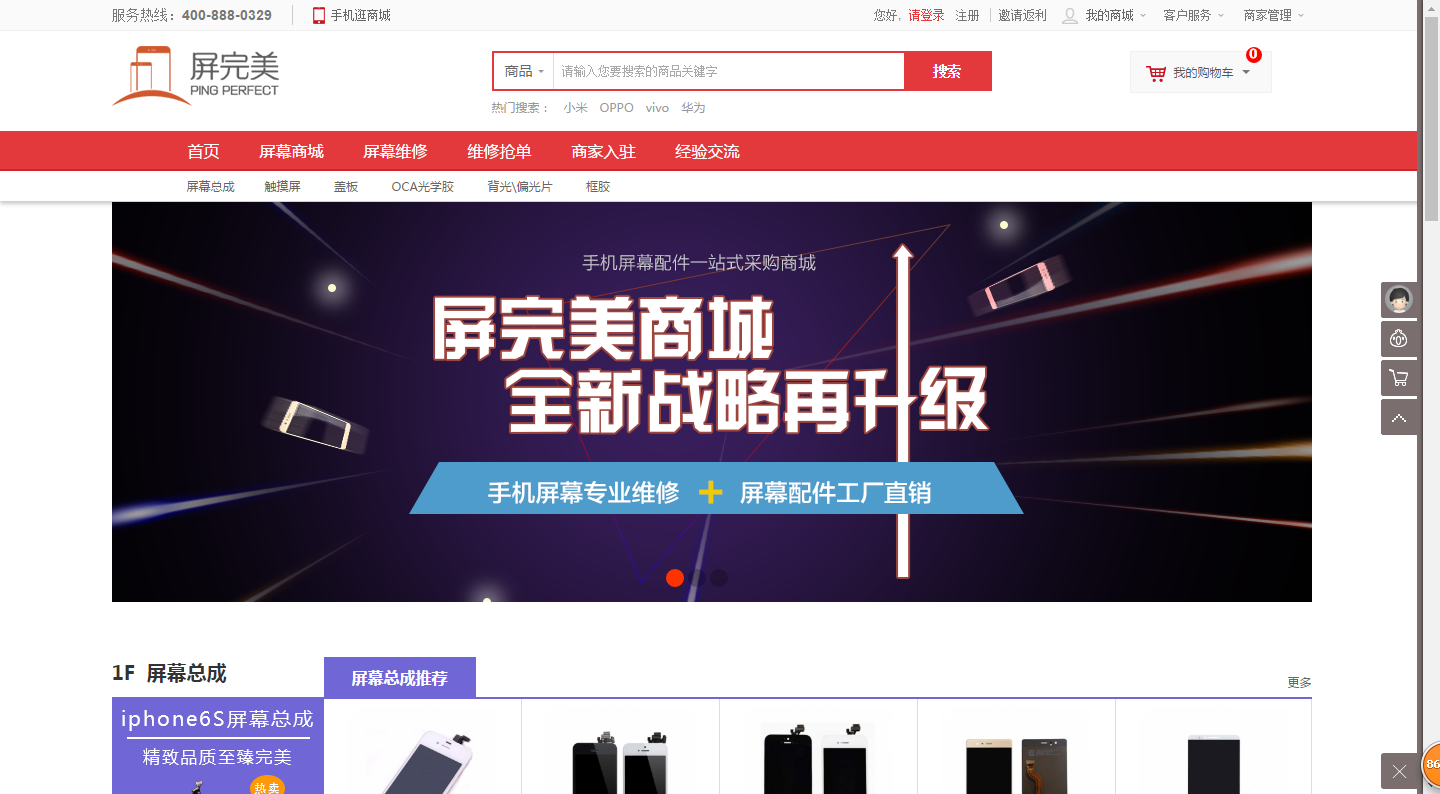 服务热线：400-888-0329 手机逛商城 您好, 请登录 注册 邀请返利 我的商城 客户服务 商家管理
屏完美
PING PERFECT
商品 请输入您要搜索的商品关键字 搜索
我的购物车 0
热门搜索： 小米 OPPO vivo 华为
首页 屏幕商城 屏幕维修 维修抢单 商家入驻 经验交流
屏幕总成 触摸屏 盖板 OCA光学胶 背光\偏光片 框胶
手机屏幕配件一站式采购商城
屏完美商城
全新战略再升级
手机屏幕专业维修 + 屏幕配件工厂直销
1F 屏幕总成 屏幕总成推荐 更多
iphone6S屏幕总成
精致品质至臻完美
热卖
86